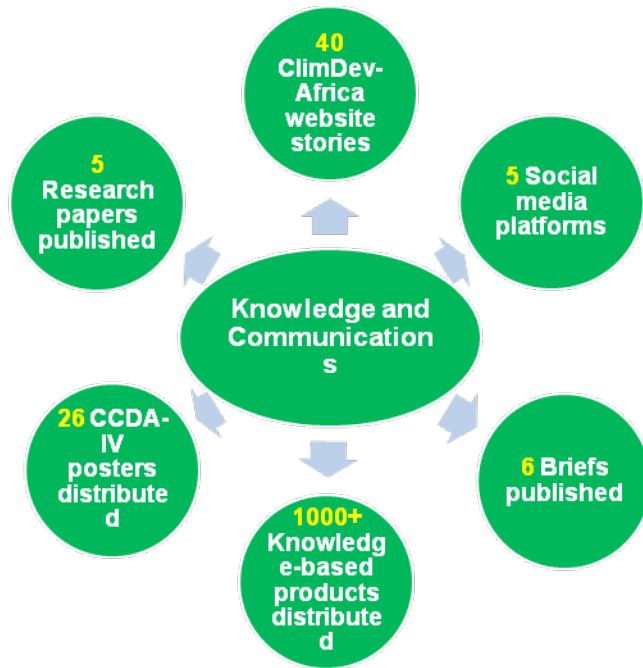 40
ClimDev-
Africa
website
stories
5 Social
media
platforms
5
Research
papers
published
Knowledge and
Communication
s
26 CCDA-
IV
posters
distribute
d
6 Briefs
published
1000+
Knowledg
e-based
products
distribute
d